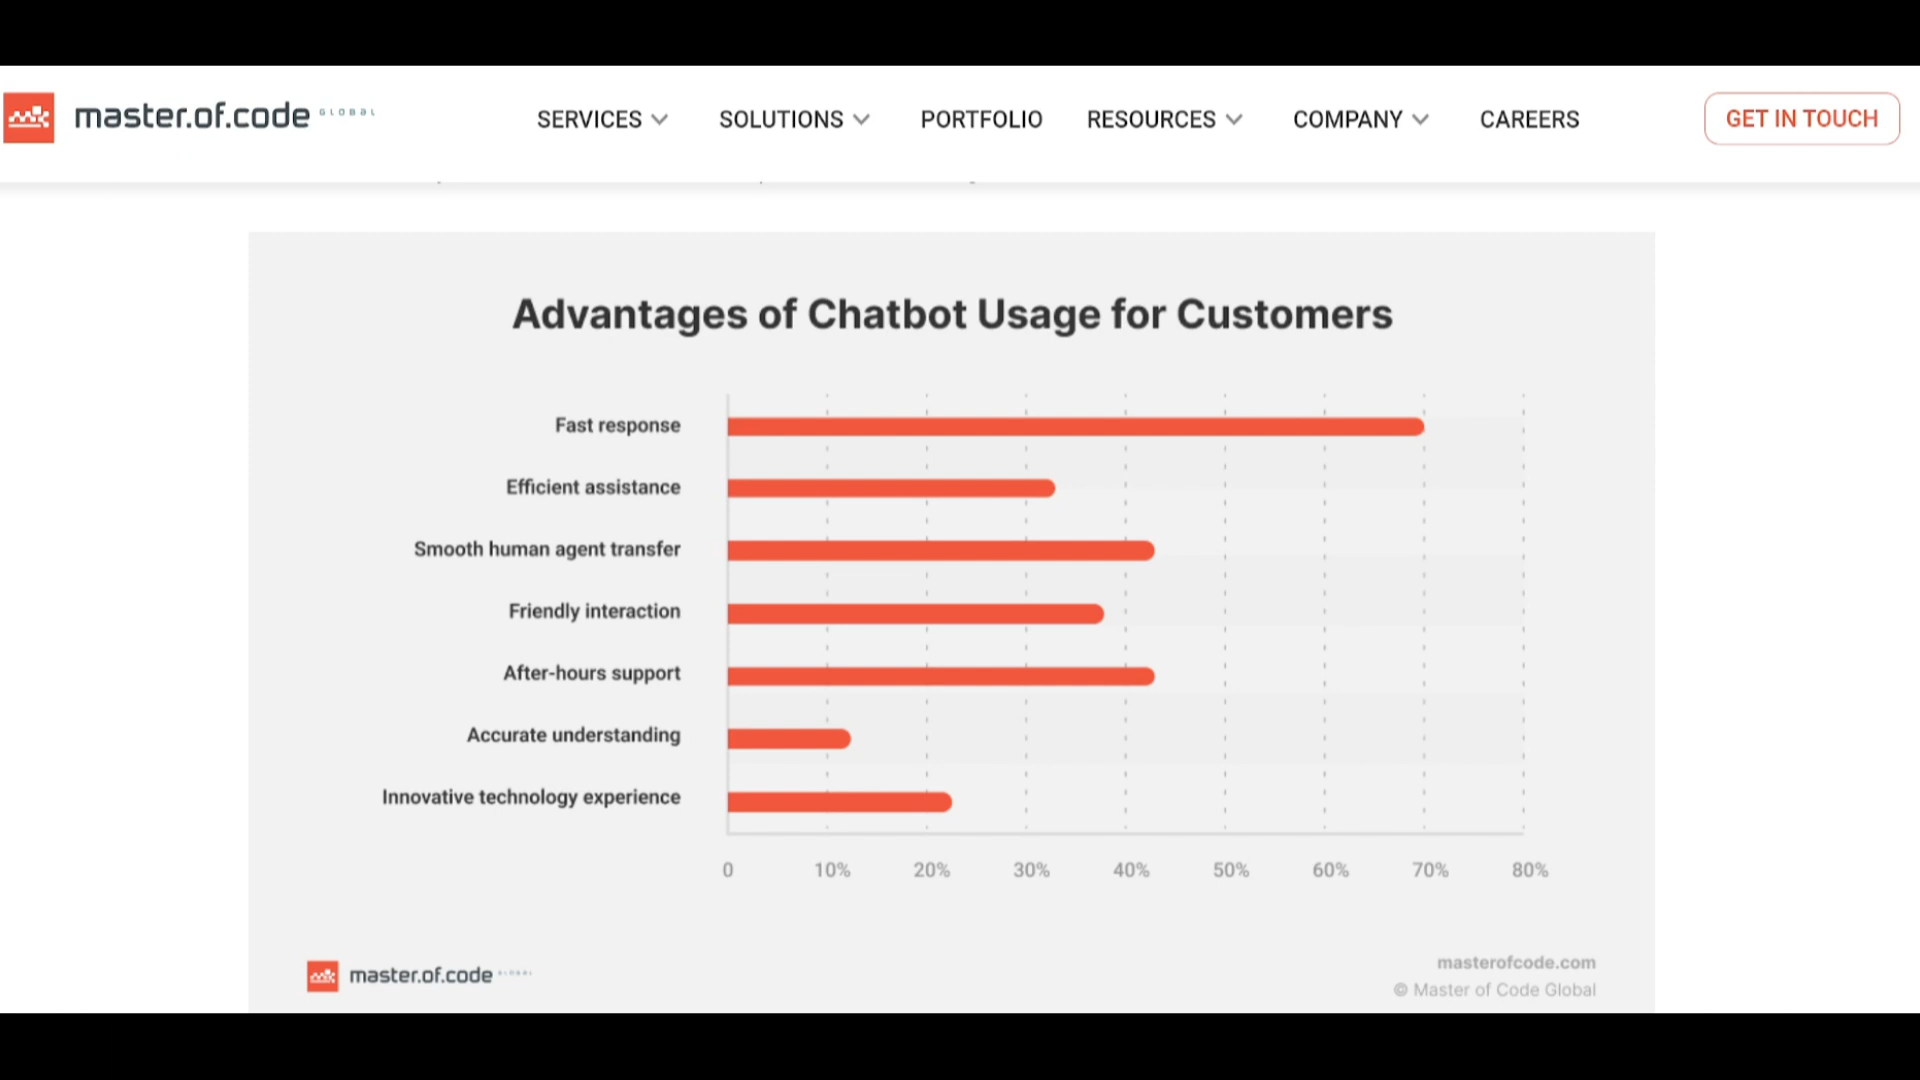 master.of.code GLOBAL
SERVICES SOLUTIONS PORTFOLIO RESOURCES COMPANY CAREERS GET IN TOUCH
Advantages of Chatbot Usage for Customers
Fast response
Efficient assistance
Smooth human agent transfer
Friendly interaction
After-hours support
Accurate understanding
Innovative technology experience
0 10% 20% 30% 40% 50% 60% 70% 80%
master.of.code
masterofcode.com
© Master of Code Global